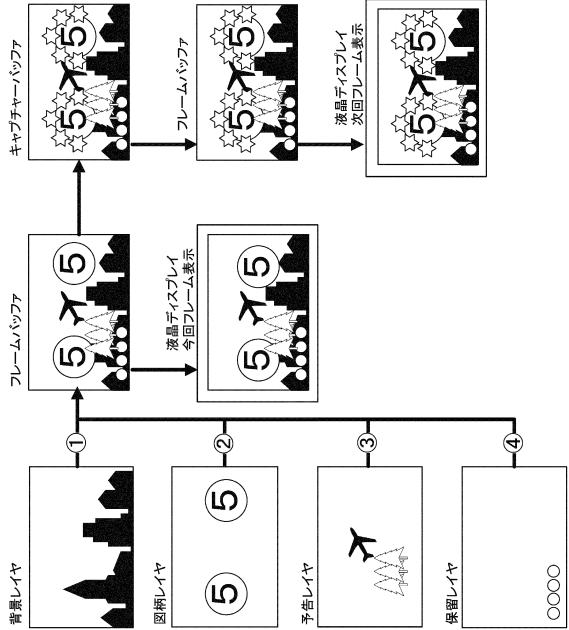 背景レイヤ
①
図柄レイヤ
5 5
②
予告レイヤ
③
保留レイヤ
④
フレームバッファ
5 5
液晶ディスプレイ
今回フレーム表示
5 5
キャプチャーバッファ
5 5
フレームバッファ
5 5
液晶ディスプレイ
次回フレーム表示
5 5